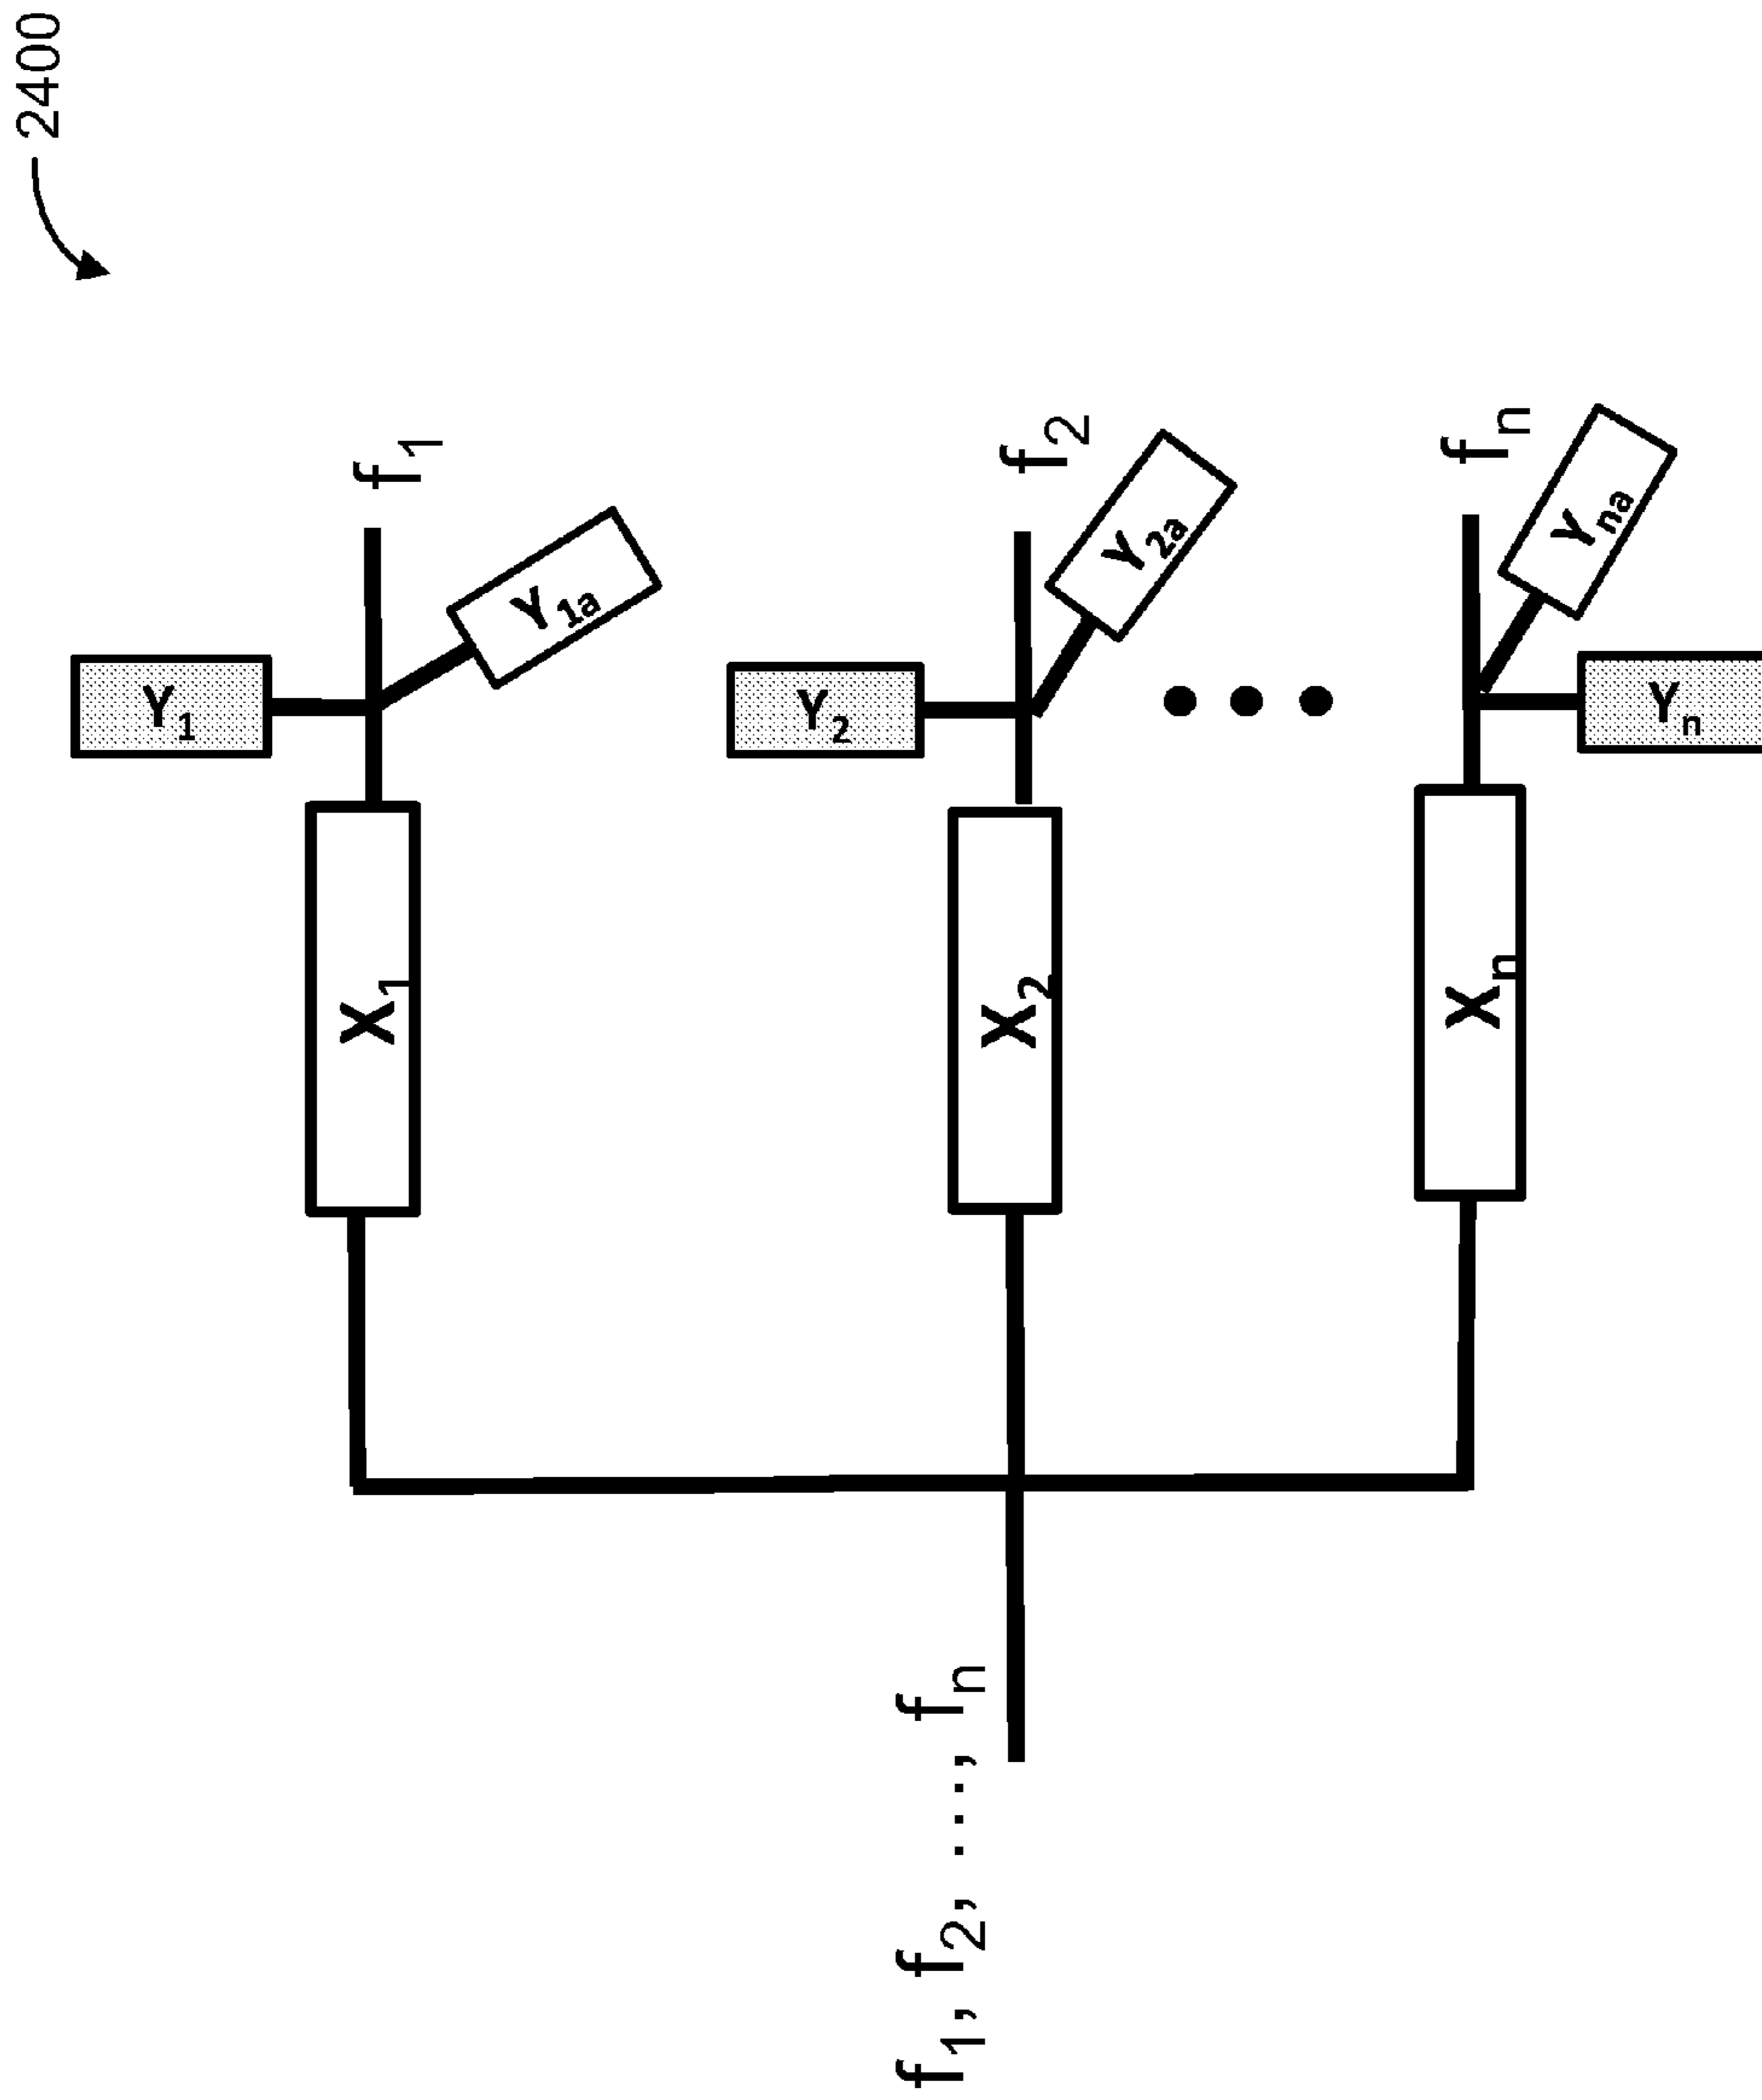 2400
f₁
f₂
fₙ
Y₁
Y₁ₐ
Y₂
Y₂ₐ
Yₙ
Yₙₐ
X₁
X₂
Xₙ
f₁, f₂, ..., fₙ